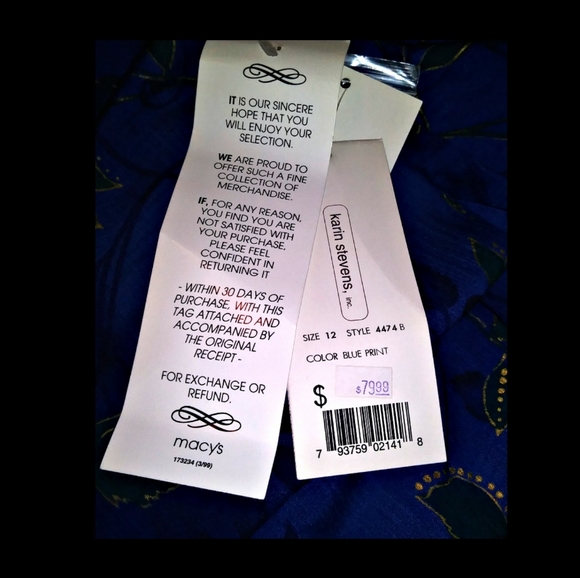 IT IS OUR SINCERE
HOPE THAT YOU
WILL ENJOY YOUR
SELECTION.
WE ARE PROUD TO
OFFER SUCH A FINE
COLLECTION OF
MERCHANDISE.
IF, FOR ANY REASON,
YOU FIND YOU ARE
NOT SATISFIED WITH
YOUR PURCHASE,
PLEASE FEEL
CONFIDENT IN
RETURNING IT
- WITHIN 30 DAYS OF
PURCHASE, WITH THIS
TAG ATTACHED AND
ACCOMPANIED BY
THE ORIGINAL
RECEIPT -
FOR EXCHANGE OR
REFUND.
macy's
173234 (3/99)
karin stevens, inc.
SIZE 12 STYLE 4474 B
COLOR BLUE PRINT
$ $79.99
7 93759 02141 8